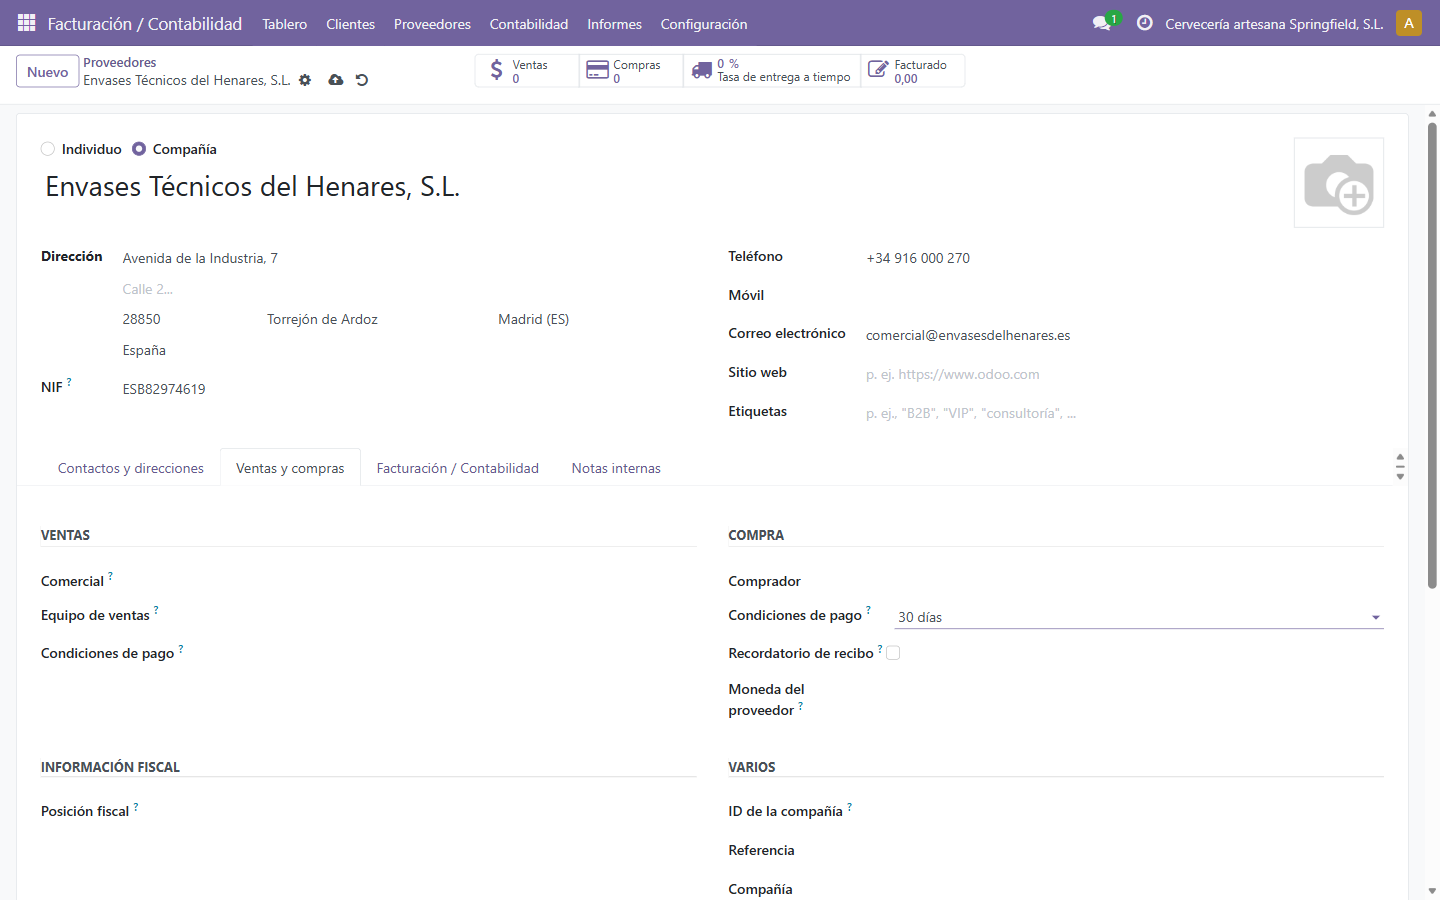 Facturación / Contabilidad Tablero Clientes Proveedores Contabilidad Informes Configuración 1 Cervecería artesana Springfield, S.L. A
Nuevo
Proveedores
Envases Técnicos del Henares, S.L.
Ventas
0
Compras
0
0 %
Tasa de entrega a tiempo
Facturado
0,00
Individuo Compañía
Envases Técnicos del Henares, S.L.
Dirección Avenida de la Industria, 7
Calle 2...
28850 Torrejón de Ardoz Madrid (ES)
España
NIF ? ESB82974619
Teléfono +34 916 000 270
Móvil
Correo electrónico comercial@envasesdelhenares.es
Sitio web p. ej. https://www.odoo.com
Etiquetas p. ej., "B2B", "VIP", "consultoría", ...
Contactos y direcciones Ventas y compras Facturación / Contabilidad Notas internas
VENTAS
Comercial ?
Equipo de ventas ?
Condiciones de pago ?
COMPRA
Comprador
Condiciones de pago ? 30 días
Recordatorio de recibo ?
Moneda del
proveedor ?
INFORMACIÓN FISCAL
Posición fiscal ?
VARIOS
ID de la compañía ?
Referencia
Compañía